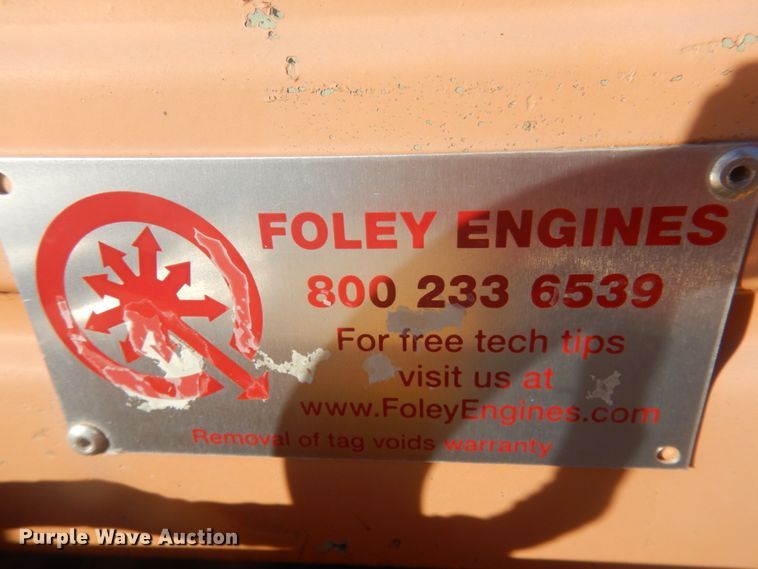 FOLEY ENGINES
800 233 6539
For free tech tips
visit us at
www.FoleyEngines.com
Removal of tag voids warranty
Purple Wave Auction